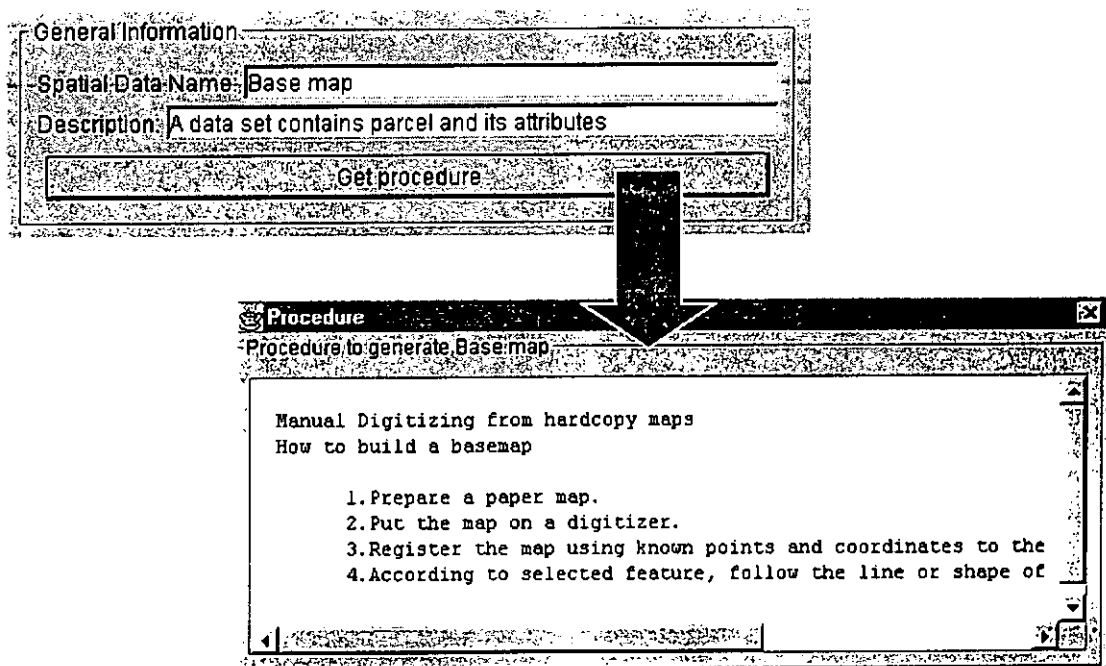 General Information
Spatial Data Name: Base map
Description: A data set contains parcel and its attributes
Get procedure
Procedure
Procedure to generate Base map
Manual Digitizing from hardcopy maps
How to build a basemap
1.Prepare a paper map.
2.Put the map on a digitizer.
3.Register the map using known points and coordinates to the
4.According to selected feature, follow the line or shape of